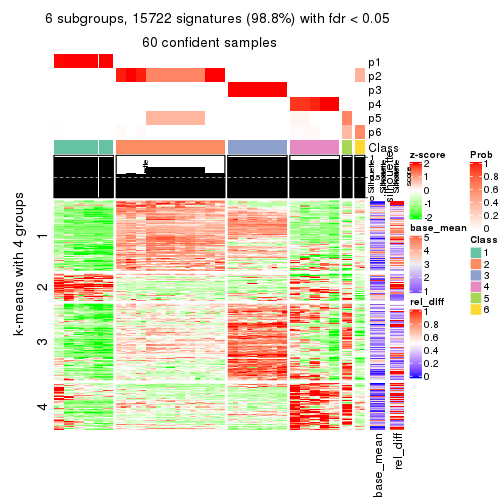 6 subgroups, 15722 signatures (98.8%) with fdr < 0.05
60 confident samples
p1
p2
p3
p4
p5
p6
Class
silhouette
k-means with 4 groups
1
2
3
4
base_mean
rel_diff
z-score
2
1
0
-1
-2
base_mean
5
4
3
2
1
rel_diff
1
0.8
0.6
0.4
0.2
0
Prob
1
0.8
0.6
0.4
0.2
0
Class
1
2
3
4
5
6